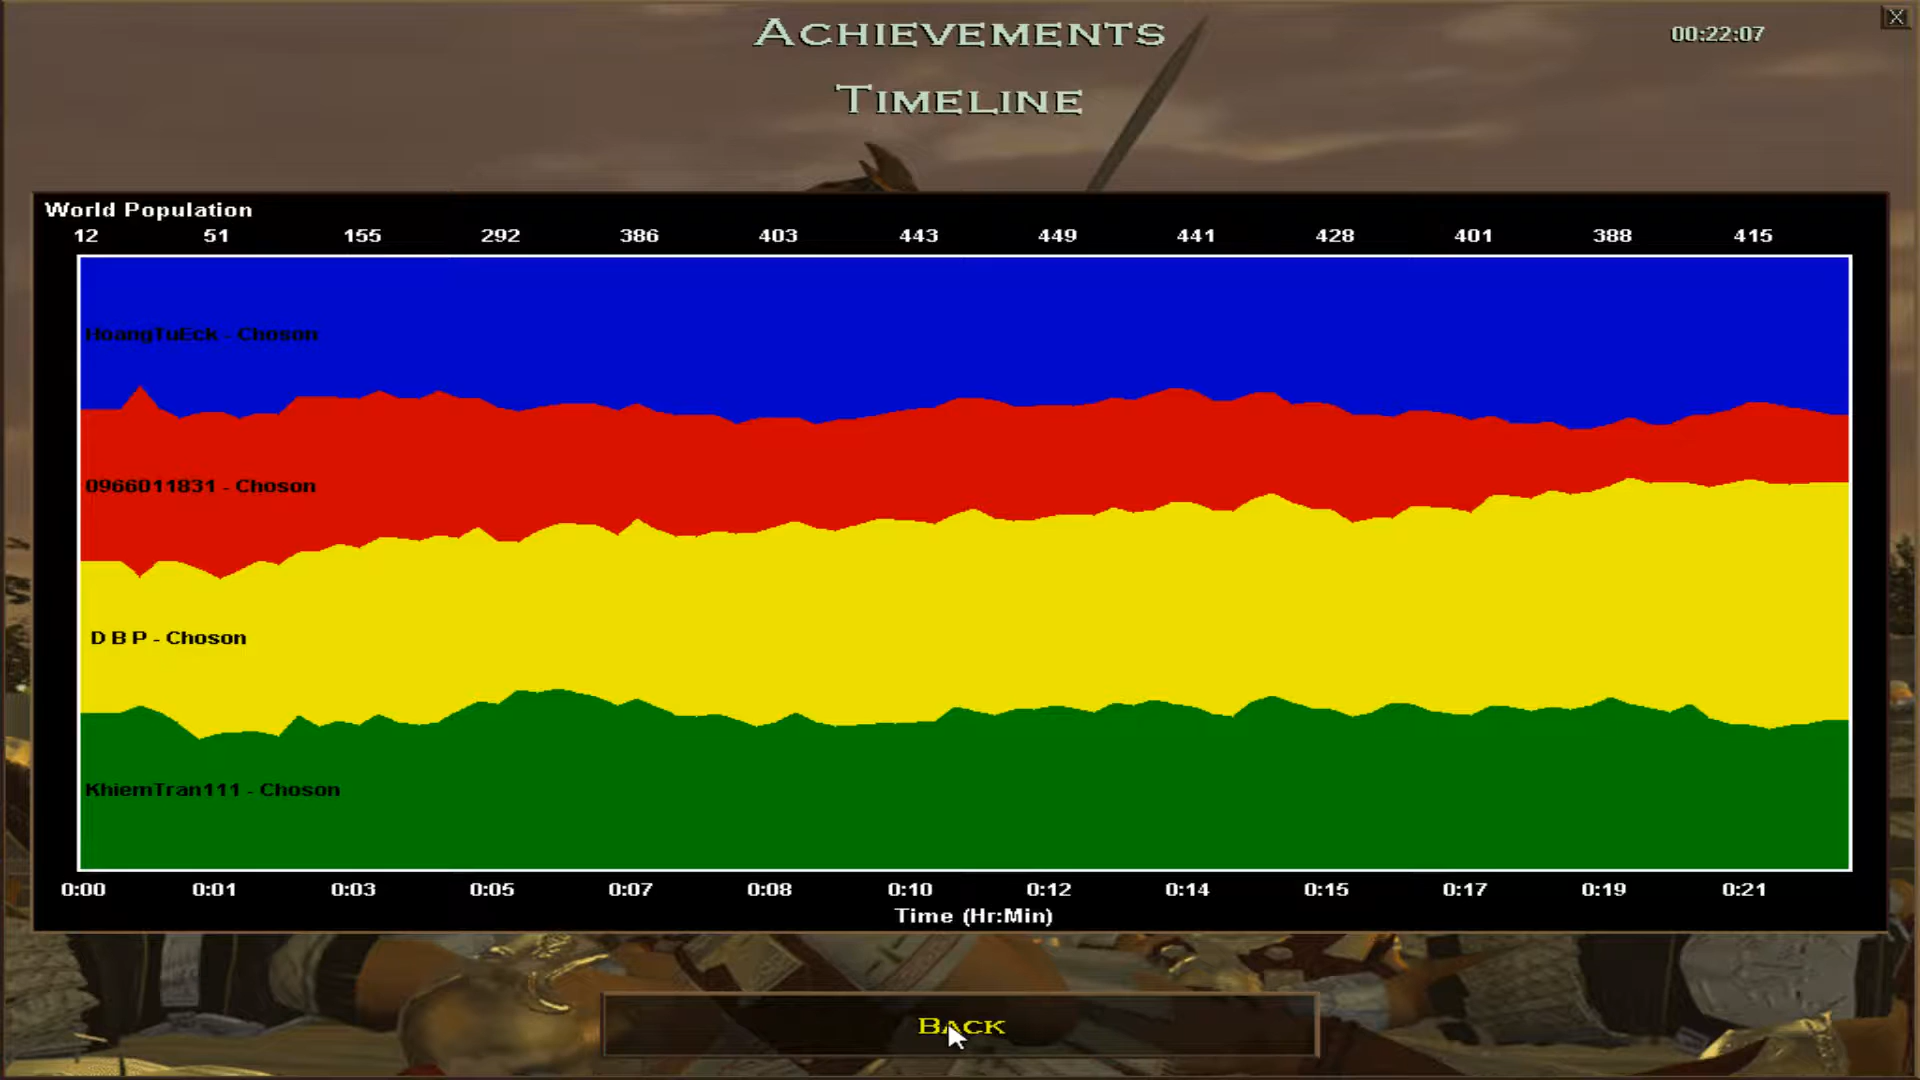 ACHIEVEMENTS
00:22:07
X
TIMELINE
World Population
12 51 155 292 386 403 443 449 441 428 401 388 415
HoangTuEck - Choson
0966011831 - Choson
D B P - Choson
KhiemTran111 - Choson
0:00 0:01 0:03 0:05 0:07 0:08 0:10 0:12 0:14 0:15 0:17 0:19 0:21
Time (Hr:Min)
BACK